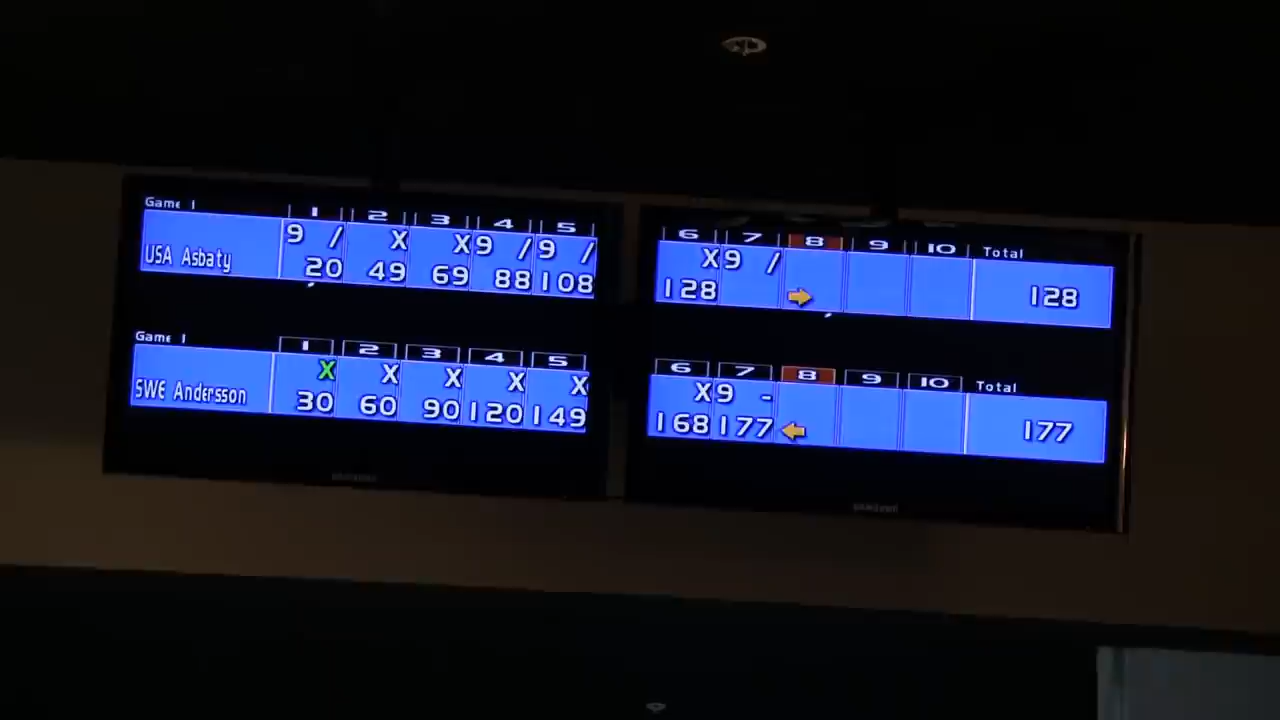 Game 1
1 2 3 4 5
USA Asbaty 9 / X X 9 / 9 /
20 49 69 88 108
6 7 8 9 10 Total
X 9 /
128 128
Game 1
1 2 3 4 5
SWE Andersson X X X X X
30 60 90 120 149
6 7 8 9 10 Total
X 9 -
168 177 177
SAMSUNG